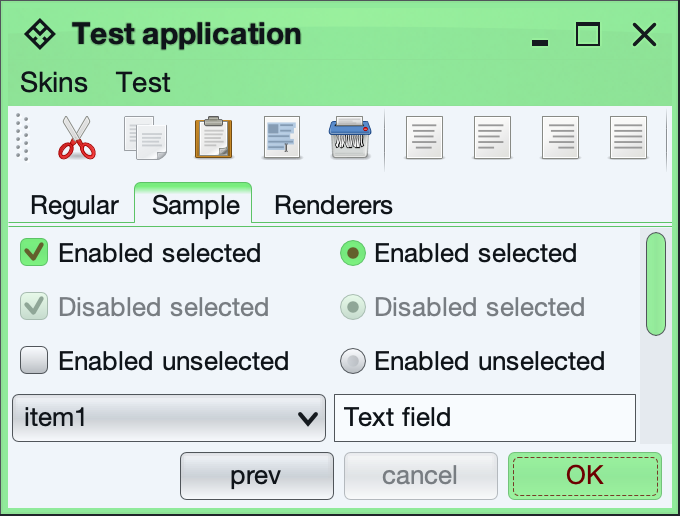 Test application
Skins Test
Regular Sample Renderers
Enabled selected Enabled selected
Disabled selected Disabled selected
Enabled unselected Enabled unselected
item1 Text field
prev cancel OK